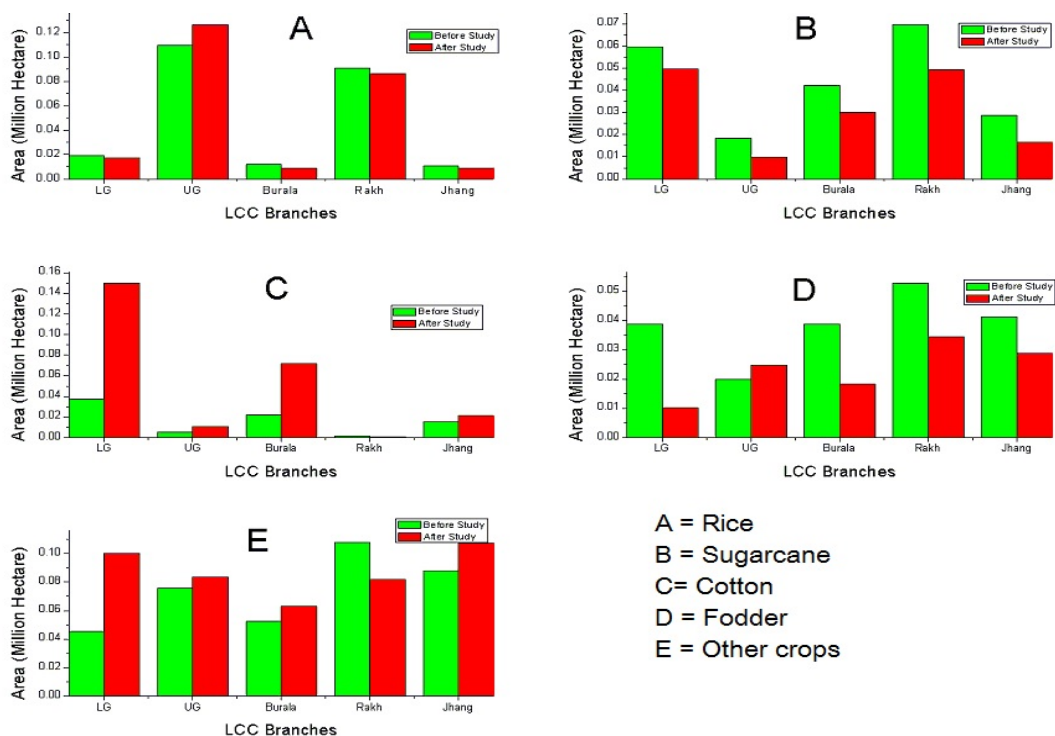 A
Before Study
After Study
Area (Million Hectare)
0.12
0.10
0.08
0.06
0.04
0.02
0.00
LG UG Burala Rakh Jhang
LCC Branches
B
Before Study
After Study
Area (Million Hectare)
0.07
0.06
0.05
0.04
0.03
0.02
0.01
0.00
LG UG Burala Rakh Jhang
LCC Branches
C
Before Study
After Study
Area (Million Hectare)
0.16
0.14
0.12
0.10
0.08
0.06
0.04
0.02
0.00
LG UG Burala Rakh Jhang
LCC Branches
D
Before Study
After Study
Area (Million Hectare)
0.05
0.04
0.03
0.02
0.01
0.00
LG UG Burala Rakh Jhang
LCC Branches
E
Before Study
After Study
Area (Million Hectare)
0.10
0.08
0.06
0.04
0.02
0.00
LG UG Burala Rakh Jhang
LCC Branches
A = Rice
B = Sugarcane
C= Cotton
D = Fodder
E = Other crops